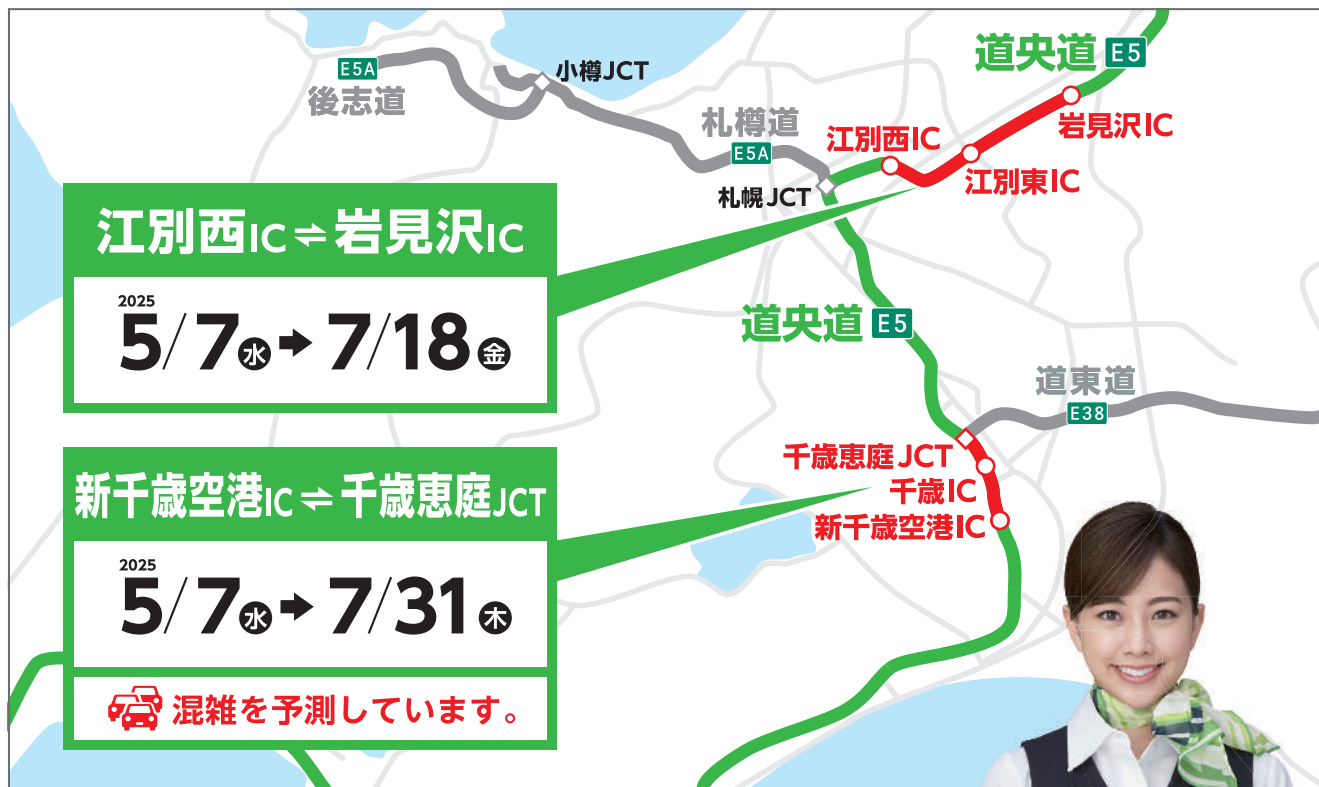 道央道 E5
E5A
後志道
小樽JCT
札樽道
E5A
江別西IC
岩見沢IC
江別東IC
札幌JCT
江別西IC⇌岩見沢IC
2025
5/7水➡7/18金
道央道 E5
道東道
E38
千歳恵庭JCT
千歳IC
新千歳空港IC
新千歳空港IC⇌千歳恵庭JCT
2025
5/7水➡7/31木
混雑を予測しています。